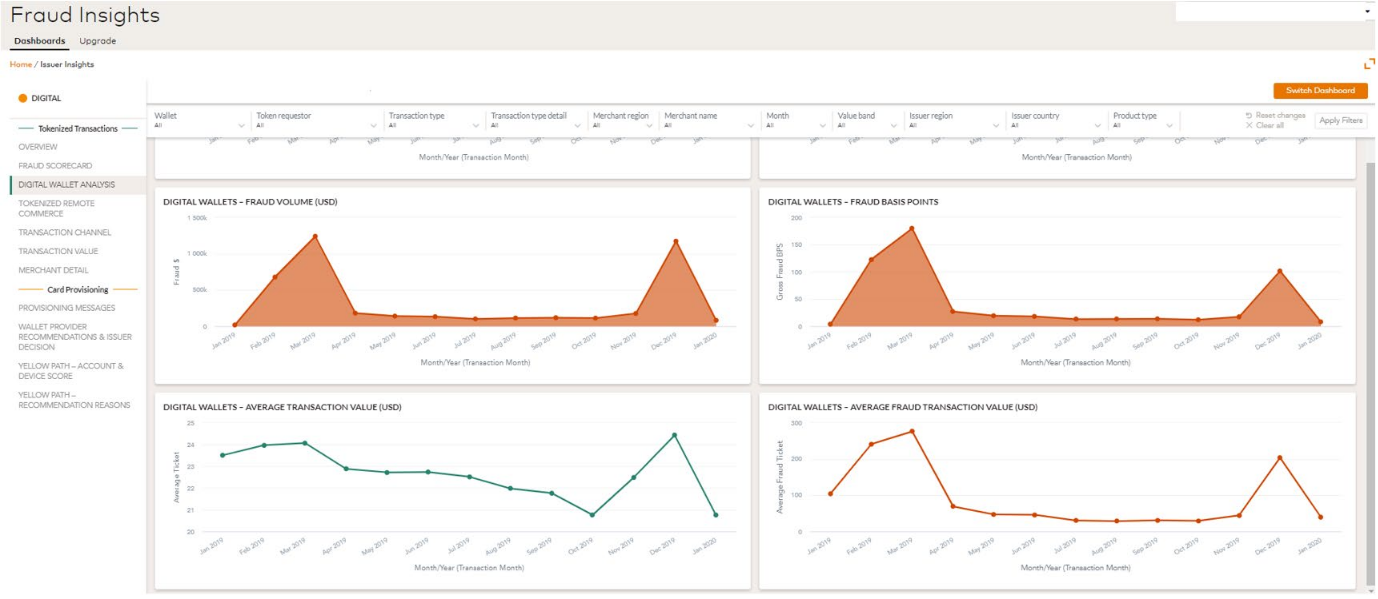 Fraud Insights
Dashboards Upgrade
Home / Issuer Insights
DIGITAL
Switch Dashboard
Wallet
All
Token requestor
All
Transaction type
All
Transaction type detail
All
Merchant region
All
Merchant name
All
Month
All
Value band
All
Issuer region
All
Issuer country
All
Product type
All
Reset changes
Clear all
Apply Filters
Tokenized Transactions
OVERVIEW
FRAUD SCORECARD
DIGITAL WALLET ANALYSIS
TOKENIZED REMOTE
COMMERCE
TRANSACTION CHANNEL
TRANSACTION VALUE
MERCHANT DETAIL
Card Provisioning
PROVISIONING MESSAGES
WALLET PROVIDER
RECOMMENDATIONS & ISSUER
DECISION
YELLOW PATH – ACCOUNT &
DEVICE SCORE
YELLOW PATH –
RECOMMENDATION REASONS
Month/Year (Transaction Month)
Month/Year (Transaction Month)
DIGITAL WALLETS – FRAUD VOLUME (USD)
1 500k
1 000k
500k
0
Fraud $
Jan 2019 Feb 2019 Mar 2019 Apr 2019 May 2019 Jun 2019 Jul 2019 Aug 2019 Sep 2019 Oct 2019 Nov 2019 Dec 2019 Jan 2020
Month/Year (Transaction Month)
DIGITAL WALLETS – FRAUD BASIS POINTS
200
150
100
50
0
Gross Fraud BPS
Jan 2019 Feb 2019 Mar 2019 Apr 2019 May 2019 Jun 2019 Jul 2019 Aug 2019 Sep 2019 Oct 2019 Nov 2019 Dec 2019 Jan 2020
Month/Year (Transaction Month)
DIGITAL WALLETS – AVERAGE TRANSACTION VALUE (USD)
25
24
23
22
21
20
Average Ticket
Jan 2019 Feb 2019 Mar 2019 Apr 2019 May 2019 Jun 2019 Jul 2019 Aug 2019 Sep 2019 Oct 2019 Nov 2019 Dec 2019 Jan 2020
Month/Year (Transaction Month)
DIGITAL WALLETS – AVERAGE FRAUD TRANSACTION VALUE (USD)
300
200
100
0
Average Fraud Ticket
Jan 2019 Feb 2019 Mar 2019 Apr 2019 May 2019 Jun 2019 Jul 2019 Aug 2019 Sep 2019 Oct 2019 Nov 2019 Dec 2019 Jan 2020
Month/Year (Transaction Month)